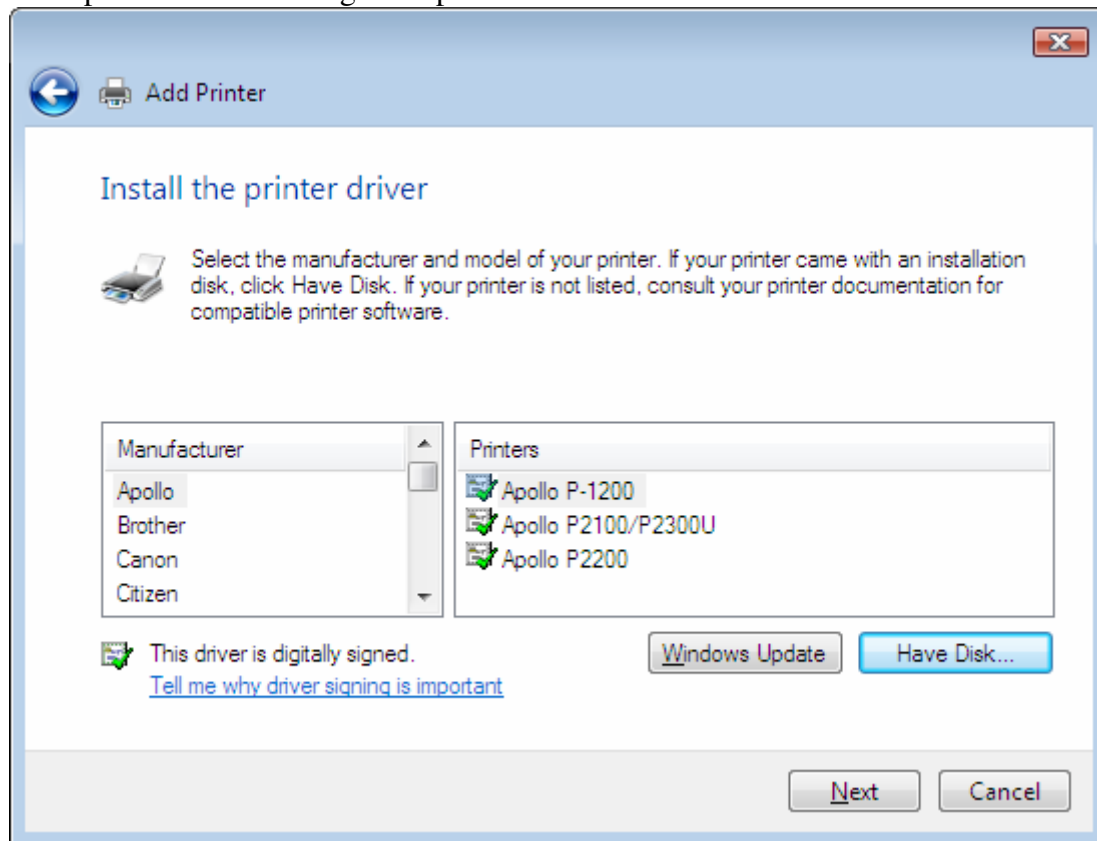 Add Printer
Install the printer driver
Select the manufacturer and model of your printer. If your printer came with an installation
disk, click Have Disk. If your printer is not listed, consult your printer documentation for
compatible printer software.
Manufacturer
Apollo
Brother
Canon
Citizen
Printers
Apollo P-1200
Apollo P2100/P2300U
Apollo P2200
This driver is digitally signed.
Tell me why driver signing is important
Windows Update
Have Disk...
Next
Cancel